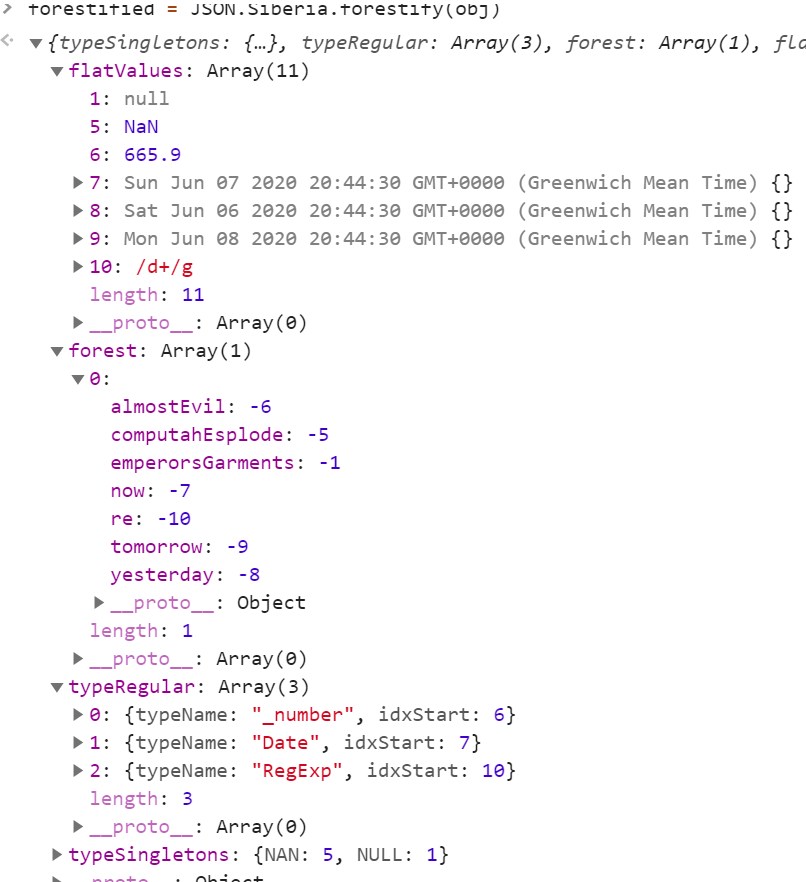 > forestified = JSON.Siberia.forestify(obj)
{typeSingletons: {…}, typeRegular: Array(3), forest: Array(1), fla
flatValues: Array(11)
1: null
5: NaN
6: 665.9
7: Sun Jun 07 2020 20:44:30 GMT+0000 (Greenwich Mean Time) {}
8: Sat Jun 06 2020 20:44:30 GMT+0000 (Greenwich Mean Time) {}
9: Mon Jun 08 2020 20:44:30 GMT+0000 (Greenwich Mean Time) {}
10: /d+/g
length: 11
__proto__: Array(0)
forest: Array(1)
0:
almostEvil: -6
computahEsplode: -5
emperorsGarments: -1
now: -7
re: -10
tomorrow: -9
yesterday: -8
__proto__: Object
length: 1
__proto__: Array(0)
typeRegular: Array(3)
0: {typeName: "_number", idxStart: 6}
1: {typeName: "Date", idxStart: 7}
2: {typeName: "RegExp", idxStart: 10}
length: 3
__proto__: Array(0)
typeSingletons: {NAN: 5, NULL: 1}
__proto__: Object